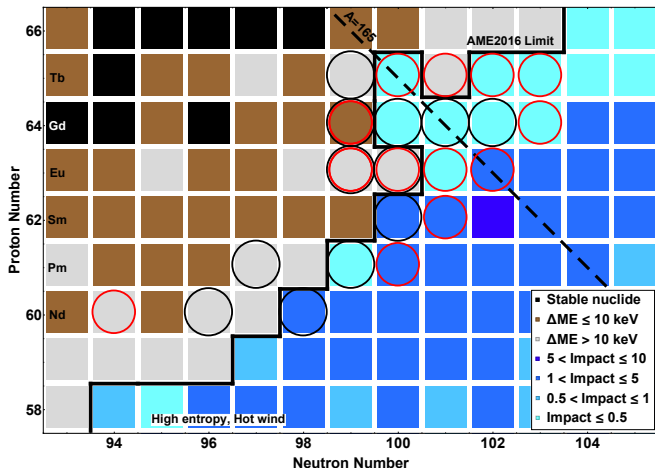 66
A=165
AME2016 Limit
Tb
64
Gd
Eu
62
Sm
Pm
60
Nd
58
High entropy, Hot wind
Proton Number
94
96
98
100
102
104
Neutron Number
Stable nuclide
ΔME ≤ 10 keV
ΔME > 10 keV
5 < Impact ≤ 10
1 < Impact ≤ 5
0.5 < Impact ≤ 1
Impact ≤ 0.5